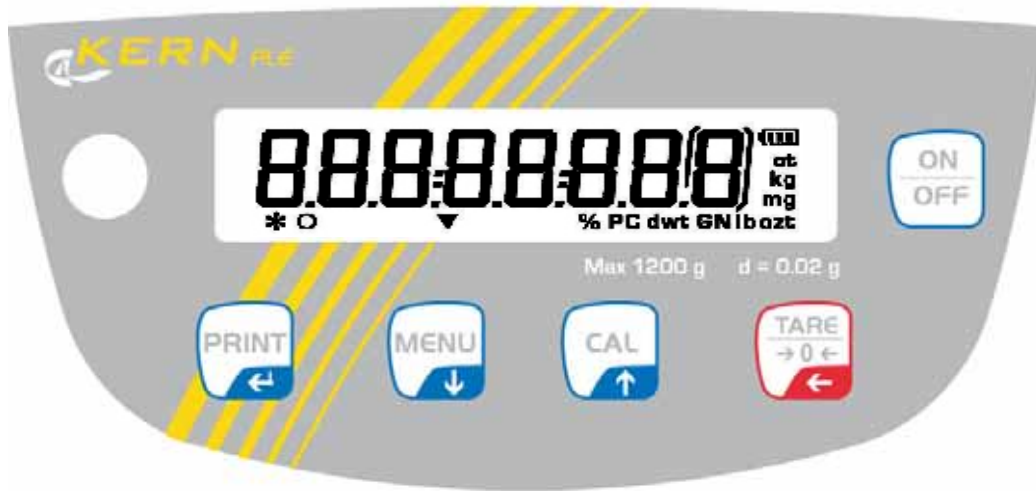 KERN PLE
8.8.8.8.8.8.8.(8)
ct
kg
mg
* O ▼ % PC dwt GN lb ozt
ON
OFF
Max 1200 g d = 0.02 g
PRINT
MENU
CAL
TARE
→ 0 ←
↵
↓
↑
←